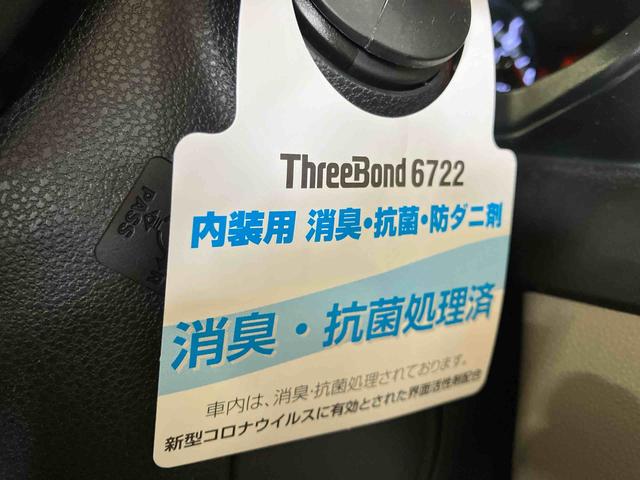 ThreeBond 6722
内装用 消臭・抗菌・防ダニ剤
消臭・抗菌処理済
車内は、消臭・抗菌処理されております。
新型コロナウイルスに有効とされた界面活性剤配合
PASS